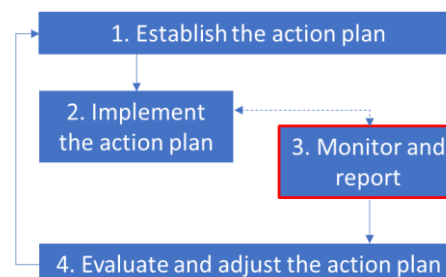 1. Establish the action plan
2. Implement
the action plan
3. Monitor and
report
4. Evaluate and adjust the action plan